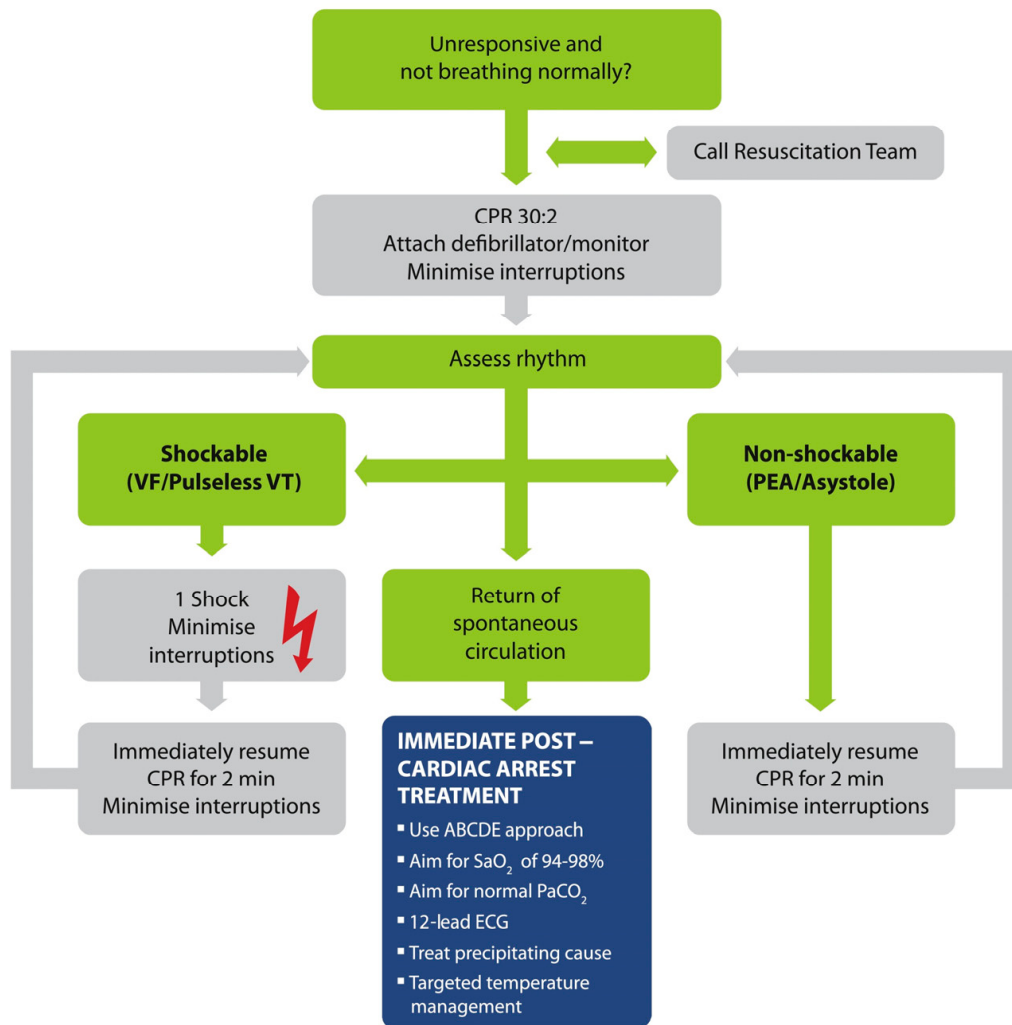 Unresponsive and
not breathing normally?
Call Resuscitation Team
CPR 30:2
Attach defibrillator/monitor
Minimise interruptions
Assess rhythm
Shockable
(VF/Pulseless VT)
Non-shockable
(PEA/Asystole)
1 Shock
Minimise
interruptions
Return of
spontaneous
circulation
Immediately resume
CPR for 2 min
Minimise interruptions
IMMEDIATE POST –
CARDIAC ARREST
TREATMENT
▪ Use ABCDE approach
▪ Aim for SaO₂ of 94-98%
▪ Aim for normal PaCO₂
▪ 12-lead ECG
▪ Treat precipitating cause
▪ Targeted temperature
management
Immediately resume
CPR for 2 min
Minimise interruptions